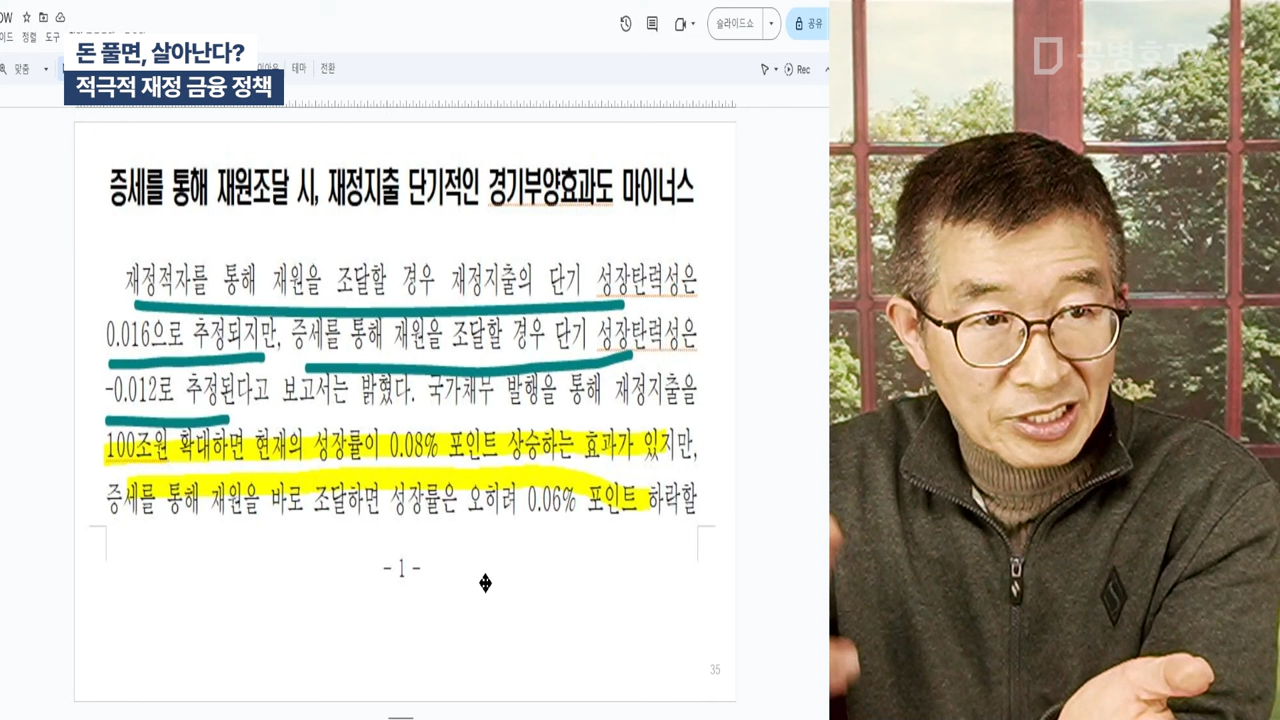 돈 풀면, 살아난다?
적극적 재정 금융 정책
정렬 도구
슬라이드쇼
공유
맞춤
테마
전환
Rec
공병호TV
증세를 통해 재원조달 시, 재정지출 단기적인 경기부양효과도 마이너스
재정적자를 통해 재원을 조달할 경우 재정지출의 단기 성장탄력성은
0.016으로 추정되지만, 증세를 통해 재원을 조달할 경우 단기 성장탄력성은
-0.012로 추정된다고 보고서는 밝혔다. 국가채무 발행을 통해 재정지출을
100조원 확대하면 현재의 성장률이 0.08% 포인트 상승하는 효과가 있지만,
증세를 통해 재원을 바로 조달하면 성장률은 오히려 0.06% 포인트 하락할
- 1 -
35